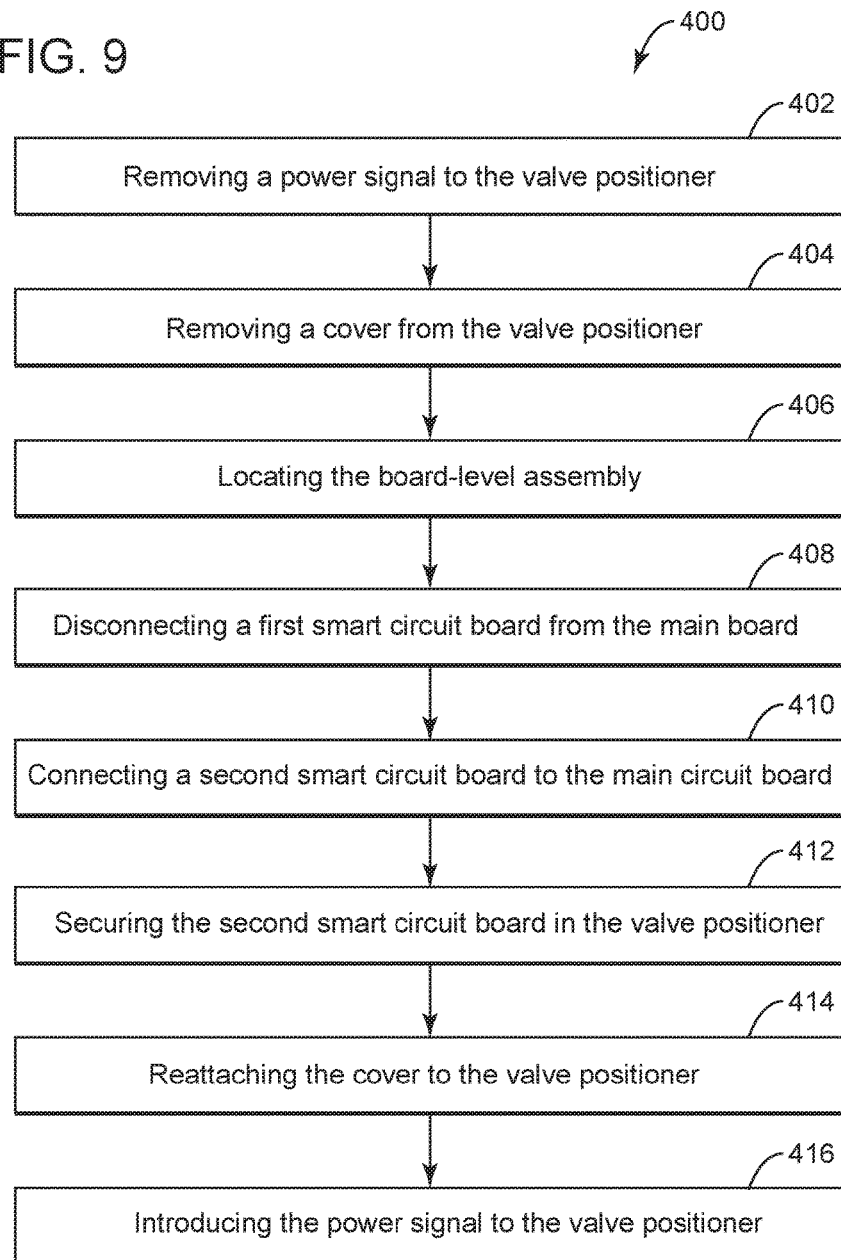 FIG. 9
400
402
Removing a power signal to the valve positioner
404
Removing a cover from the valve positioner
406
Locating the board-level assembly
408
Disconnecting a first smart circuit board from the main board
410
Connecting a second smart circuit board to the main circuit board
412
Securing the second smart circuit board in the valve positioner
414
Reattaching the cover to the valve positioner
416
Introducing the power signal to the valve positioner